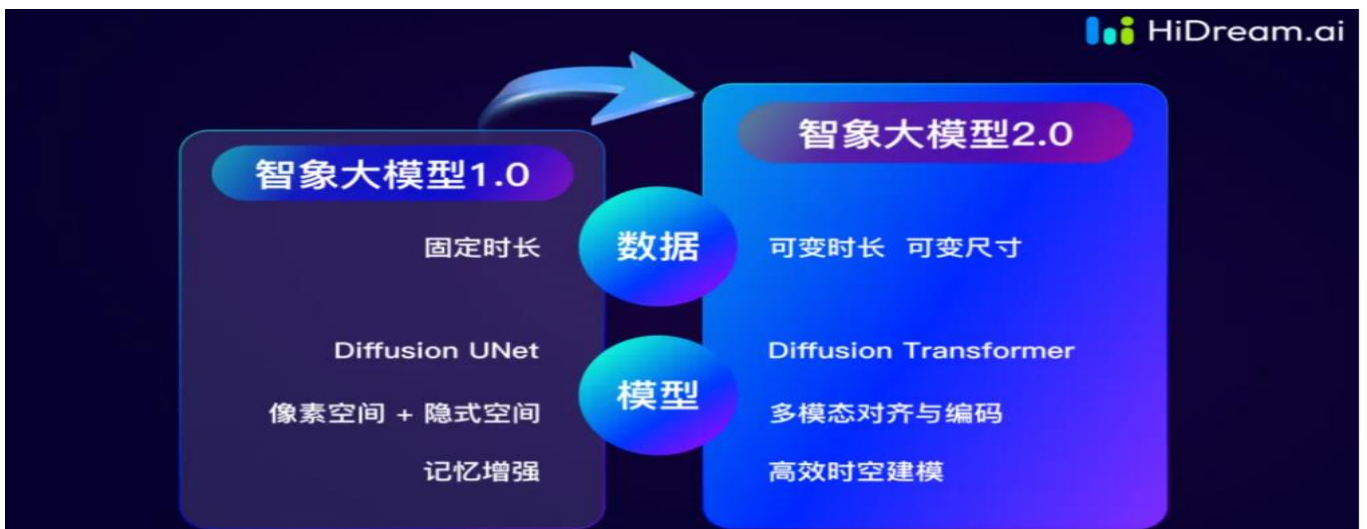 HiDream.ai
智象大模型1.0
智象大模型2.0
固定时长
数据
可变时长 可变尺寸
Diffusion UNet
Diffusion Transformer
像素空间 + 隐式空间
模型
多模态对齐与编码
记忆增强
高效时空建模